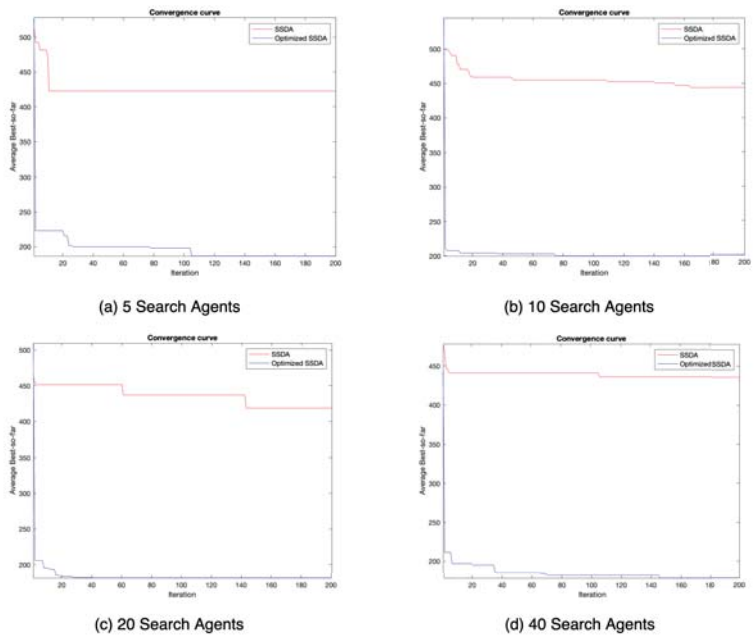 Convergence curve
SSDA
Optimized SSDA
Average Best-so-far
500
450
400
350
300
250
200
20 40 60 80 100 120 140 160 180 200
Iteration
(a) 5 Search Agents
Convergence curve
SSDA
Optimized SSDA
Average Best-so-far
500
450
400
350
300
250
200
20 40 60 80 100 120 140 160 180 200
Iteration
(b) 10 Search Agents
Convergence curve
SSDA
Optimized SSDA
Average Best-so-far
500
450
400
350
300
250
200
20 40 60 80 100 120 140 160 180 200
Iteration
(c) 20 Search Agents
Convergence curve
SSDA
Optimized SSDA
Average Best-so-far
450
400
350
300
250
200
20 40 60 80 100 120 140 160 180 200
Iteration
(d) 40 Search Agents